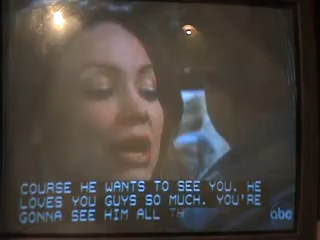 COURSE HE WANTS TO SEE YOU. HE
LOVES YOU GUYS SO MUCH. YOU'RE
GONNA SEE HIM ALL TH
abc